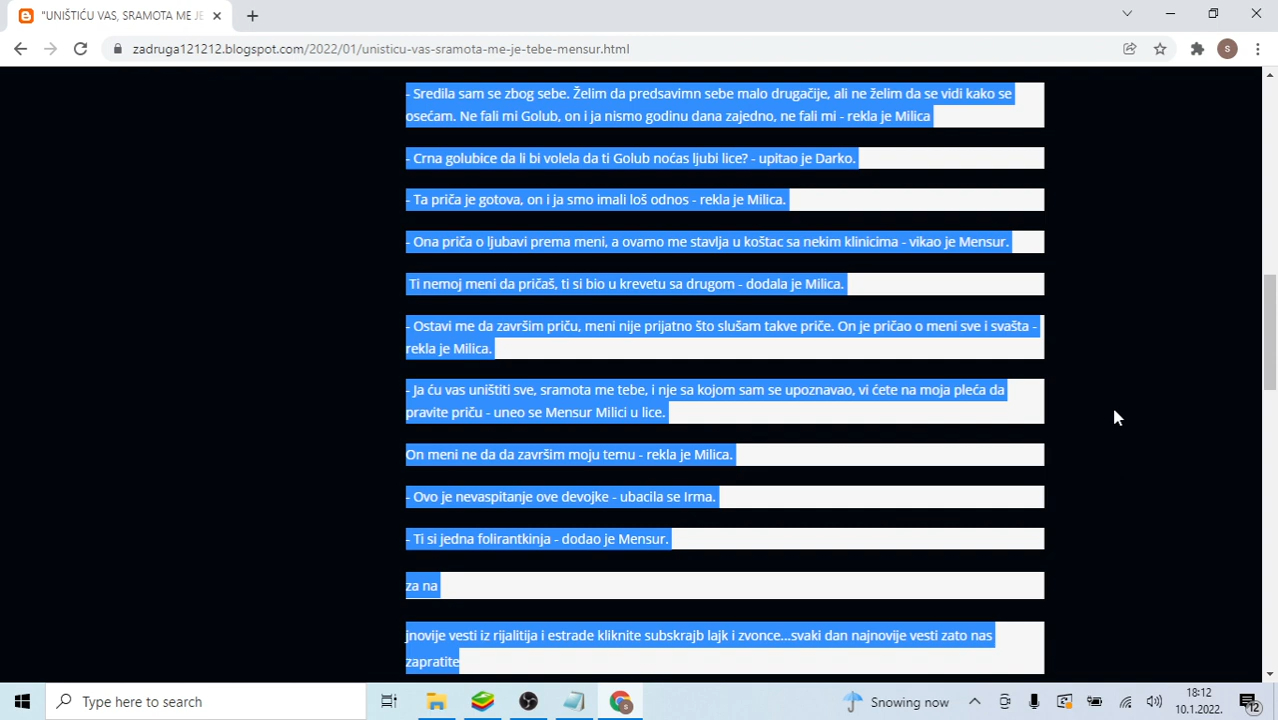 "UNIŠTIĆU VAS, SRAMOTA ME JE
zadruga121212.blogspot.com/2022/01/unisticu-vas-sramota-me-je-tebe-mensur.html
S
- Sredila sam se zbog sebe. Želim da predsavimn sebe malo drugačije, ali ne želim da se vidi kako se
osećam. Ne fali mi Golub, on i ja nismo godinu dana zajedno, ne fali mi - rekla je Milica
- Crna golubice da li bi volela da ti Golub noćas ljubi lice? - upitao je Darko.
- Ta priča je gotova, on i ja smo imali loš odnos - rekla je Milica.
- Ona priča o ljubavi prema meni, a ovamo me stavlja u koštac sa nekim klinicima - vikao je Mensur.
Ti nemoj meni da pričaš, ti si bio u krevetu sa drugom - dodala je Milica.
- Ostavi me da završim priču, meni nije prijatno što slušam takve priče. On je pričao o meni sve i svašta -
rekla je Milica.
- Ja ću vas uništiti sve, sramota me tebe, i nje sa kojom sam se upoznavao, vi ćete na moja pleća da
pravite priču - uneo se Mensur Milici u lice.
On meni ne da da završim moju temu - rekla je Milica.
- Ovo je nevaspitanje ove devojke - ubacila se Irma.
- Ti si jedna folirantkinja - dodao je Mensur.
za na
jnovije vesti iz rijalitija i estrade kliknite subskrajb lajk i zvonce...svaki dan najnovije vesti zato nas
zapratite
Type here to search
Snowing now
18:12
10.1.2022.
12